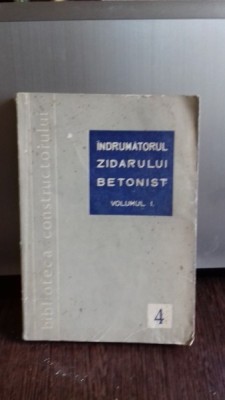 biblioteca constructorului
ÎNDRUMĂTORUL
ZIDARULUI
BETONIST
VOLUMUL I.
4